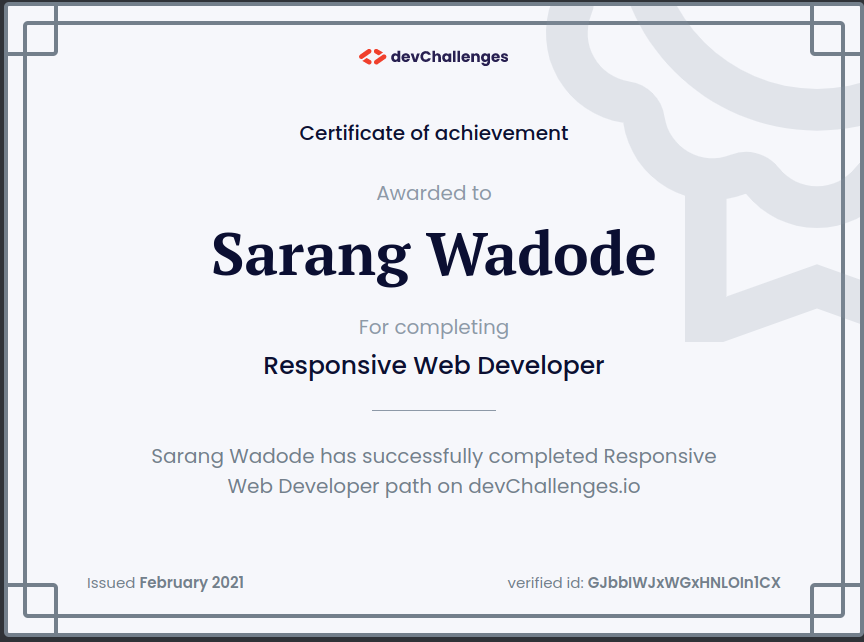 devChallenges
Certificate of achievement
Awarded to
Sarang Wadode
For completing
Responsive Web Developer
Sarang Wadode has successfully completed Responsive
Web Developer path on devChallenges.io
Issued February 2021
verified id: GJbbIWJxWGxHNLOIn1CX